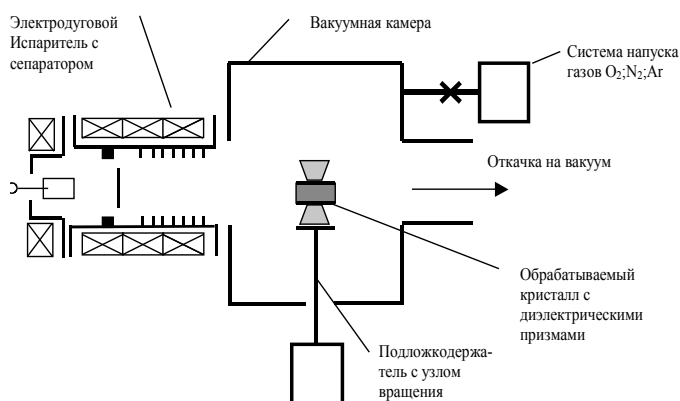 Электродуговой
Испаритель с
сепаратором
Вакуумная камера
Система напуска
газов O₂;N₂;Ar
Откачка на вакуум
Обрабатываемый
кристалл с
диэлектрическими
призмами
Подложкодержа-
тель с узлом
вращения